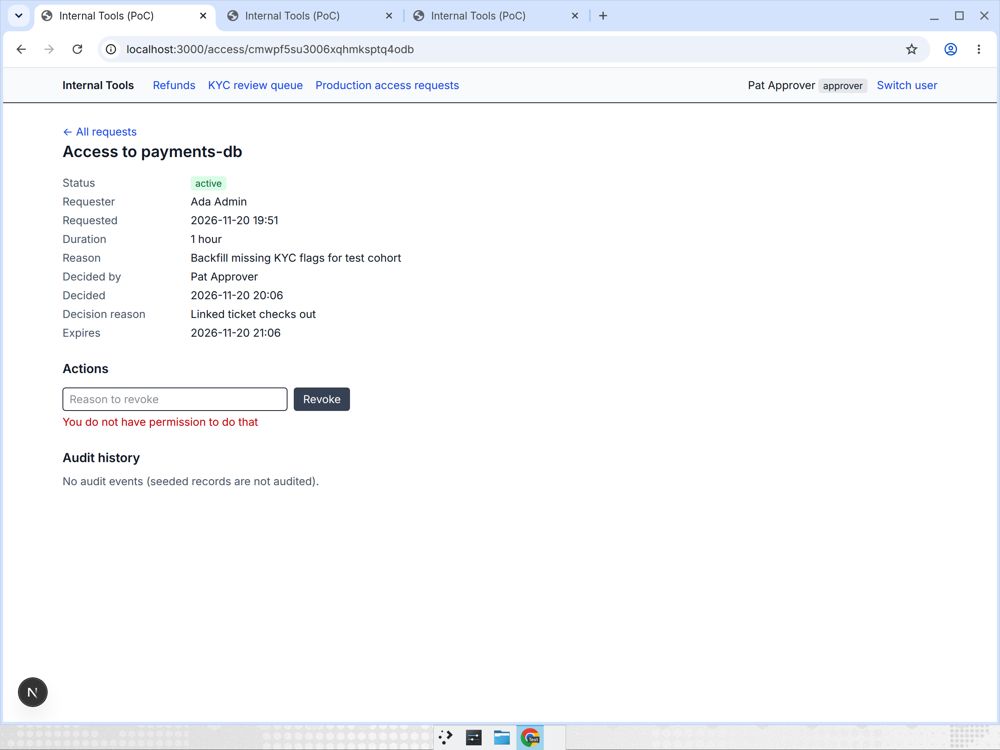 Internal Tools (PoC)
Internal Tools (PoC)
Internal Tools (PoC)
localhost:3000/access/cmwpf5su3006xqhmksptq4odb
Internal Tools Refunds KYC review queue Production access requests Pat Approver approver Switch user
← All requests
Access to payments-db
Status active
Requester Ada Admin
Requested 2026-11-20 19:51
Duration 1 hour
Reason Backfill missing KYC flags for test cohort
Decided by Pat Approver
Decided 2026-11-20 20:06
Decision reason Linked ticket checks out
Expires 2026-11-20 21:06
Actions
Reason to revoke Revoke
You do not have permission to do that
Audit history
No audit events (seeded records are not audited).
N